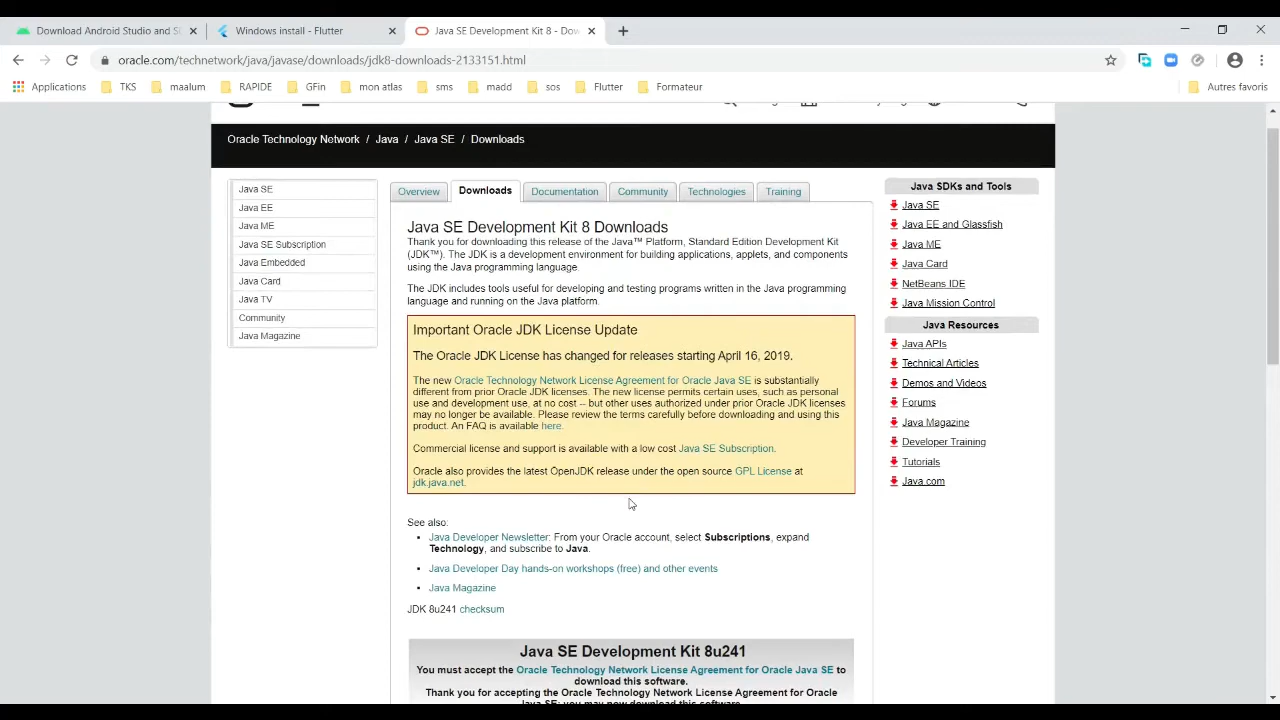 Download Android Studio and S
Windows install - Flutter
Java SE Development Kit 8 - Dow
oracle.com/technetwork/java/javase/downloads/jdk8-downloads-2133151.html
Applications
TKS
maalum
RAPIDE
GFin
mon atlas
sms
madd
sos
Flutter
Formateur
Autres favoris
Oracle Technology Network / Java / Java SE / Downloads
Java SE
Java EE
Java ME
Java SE Subscription
Java Embedded
Java Card
Java TV
Community
Java Magazine
Overview
Downloads
Documentation
Community
Technologies
Training
Java SE Development Kit 8 Downloads
Thank you for downloading this release of the Java™ Platform, Standard Edition Development Kit
(JDK™). The JDK is a development environment for building applications, applets, and components
using the Java programming language.
The JDK includes tools useful for developing and testing programs written in the Java programming
language and running on the Java platform.
Important Oracle JDK License Update
The Oracle JDK License has changed for releases starting April 16, 2019.
The new Oracle Technology Network License Agreement for Oracle Java SE is substantially
different from prior Oracle JDK licenses. The new license permits certain uses, such as personal
use and development use, at no cost -- but other uses authorized under prior Oracle JDK licenses
may no longer be available. Please review the terms carefully before downloading and using this
product. An FAQ is available here.
Commercial license and support is available with a low cost Java SE Subscription.
Oracle also provides the latest OpenJDK release under the open source GPL License at
jdk.java.net.
See also:
• Java Developer Newsletter: From your Oracle account, select Subscriptions, expand
Technology, and subscribe to Java.
• Java Developer Day hands-on workshops (free) and other events
• Java Magazine
JDK 8u241 checksum
Java SE Development Kit 8u241
You must accept the Oracle Technology Network License Agreement for Oracle Java SE to
download this software.
Thank you for accepting the Oracle Technology Network License Agreement for Oracle
Java SE; you may now download this software.
Java SDKs and Tools
Java SE
Java EE and Glassfish
Java ME
Java Card
NetBeans IDE
Java Mission Control
Java Resources
Java APIs
Technical Articles
Demos and Videos
Forums
Java Magazine
Developer Training
Tutorials
Java.com